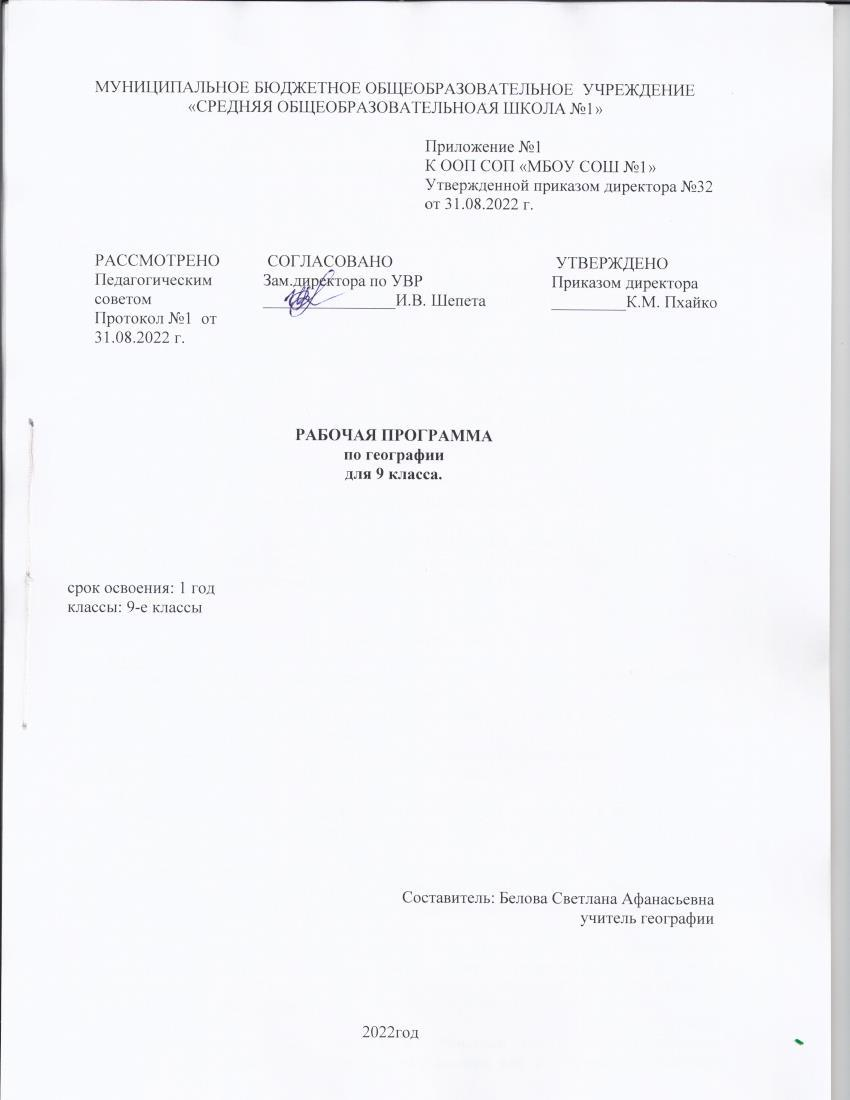 МУНИЦИПАЛЬНОЕ БЮДЖЕТНОЕ ОБЩЕОБРАЗОВАТЕЛЬНОЕ УЧРЕЖДЕНИЕ
«СРЕДНЯЯ ОБЩЕОБРАЗОВАТЕЛЬНОАЯ ШКОЛА №1»
Приложение №1
К ООП СОП «МБОУ СОШ №1»
Утвержденной приказом директора №32
от 31.08.2022 г.
РАССМОТРЕНО
Педагогическим
советом
Протокол №1 от
31.08.2022 г.
СОГЛАСОВАНО
Зам.директора по УВР
________________И.В. Шепета
УТВЕРЖДЕНО
Приказом директора
_________К.М. Пхайко
РАБОЧАЯ ПРОГРАММА
по географии
для 9 класса.
срок освоения: 1 год
классы: 9-е классы
Составитель: Белова Светлана Афанасьевна
учитель географии
2022год